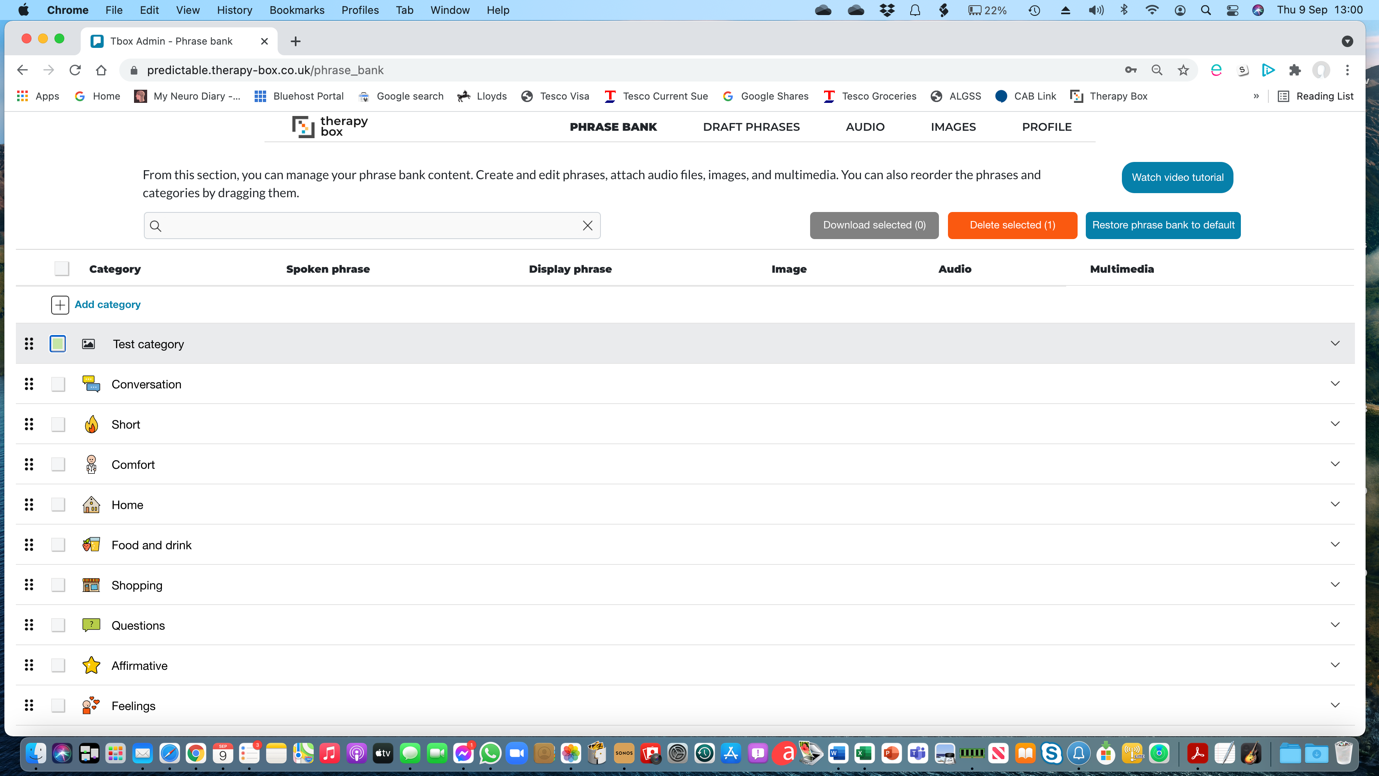 Chrome File Edit View History Bookmarks Profiles Tab Window Help 22% Thu 9 Sep 13:00
Tbox Admin - Phrase bank
predictable.therapy-box.co.uk/phrase_bank
Apps Home My Neuro Diary -... Bluehost Portal Google search Lloyds Tesco Visa Tesco Current Sue Google Shares Tesco Groceries ALGSS CAB Link Therapy Box » Reading List
therapy
box
PHRASE BANK DRAFT PHRASES AUDIO IMAGES PROFILE
From this section, you can manage your phrase bank content. Create and edit phrases, attach audio files, images, and multimedia. You can also reorder the phrases and
categories by dragging them.
Watch video tutorial
Download selected (0) Delete selected (1) Restore phrase bank to default
Category Spoken phrase Display phrase Image Audio Multimedia
Add category
Test category
Conversation
Short
Comfort
Home
Food and drink
Shopping
Questions
Affirmative
Feelings
SEP
9
3
tv
SONOS